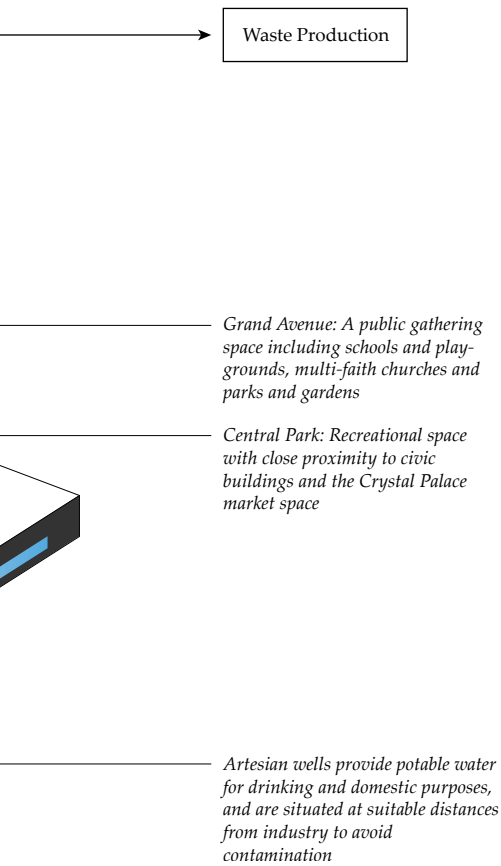 Waste Production
Grand Avenue: A public gathering
space including schools and play-
grounds, multi-faith churches and
parks and gardens
Central Park: Recreational space
with close proximity to civic
buildings and the Crystal Palace
market space
Artesian wells provide potable water
for drinking and domestic purposes,
and are situated at suitable distances
from industry to avoid
contamination